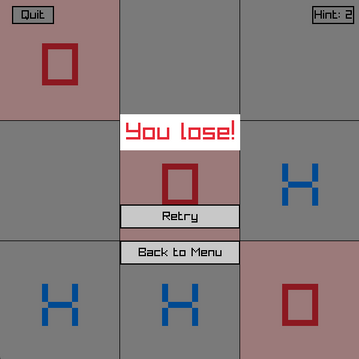 Quit
Hint: 2
O
You lose!
O X
Retry
Back to Menu
X X O